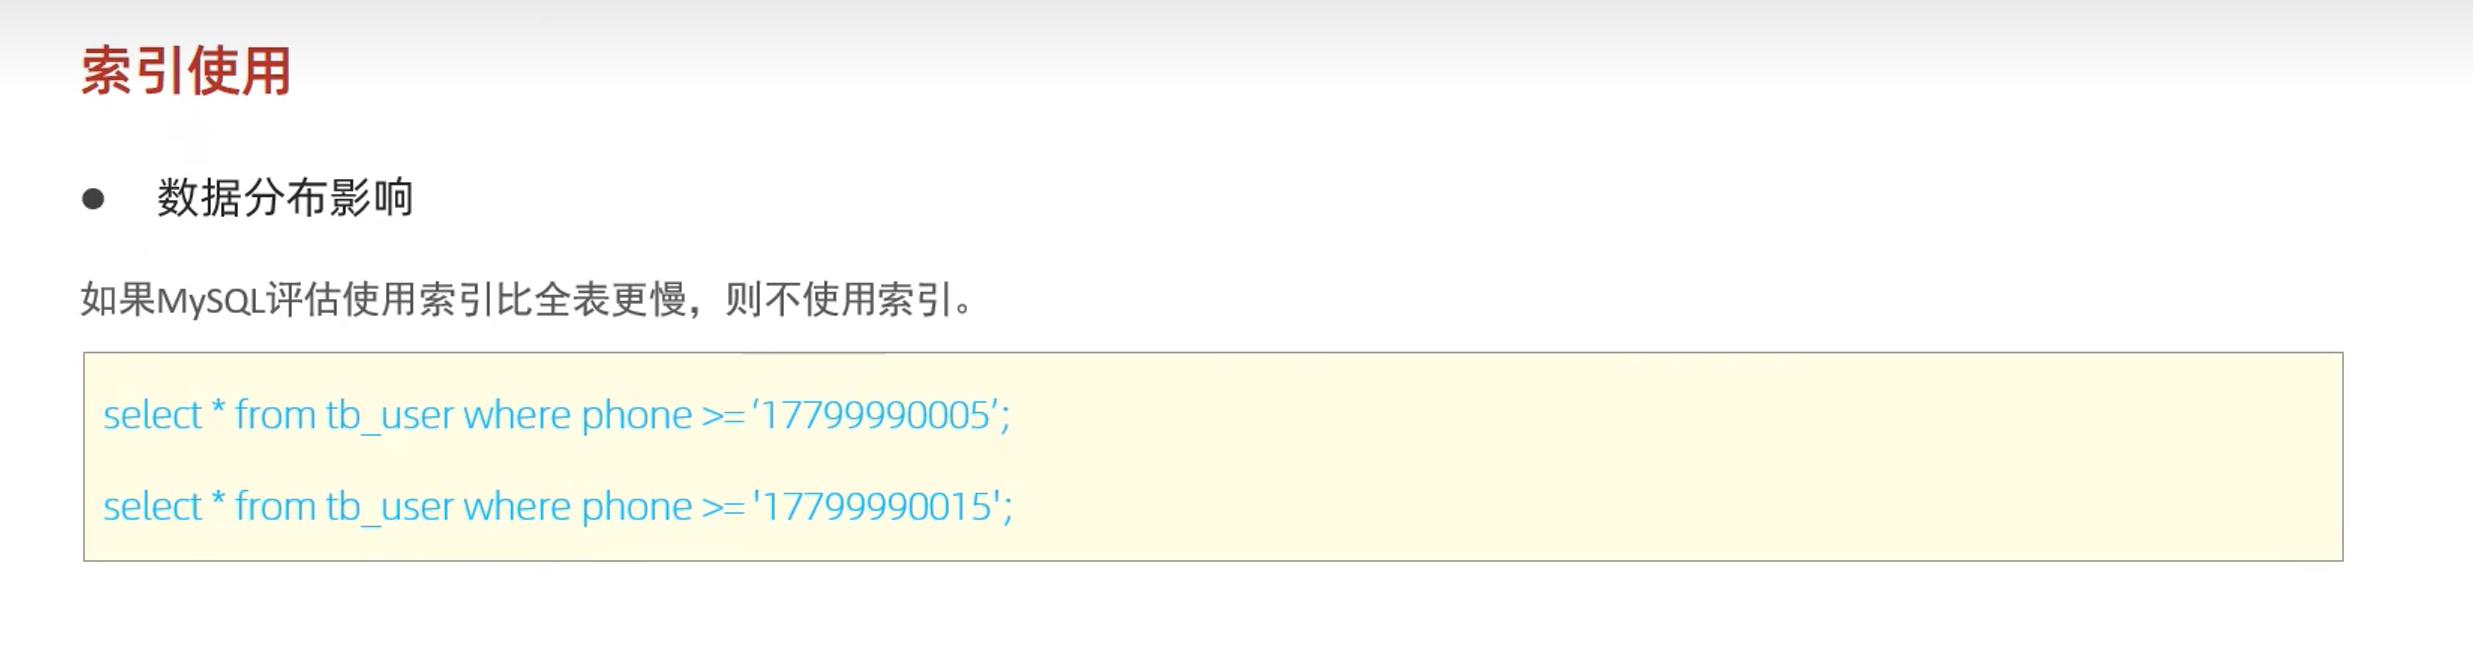 索引使用
● 数据分布影响
如果MySQL评估使用索引比全表更慢，则不使用索引。
select * from tb_user where phone >= ‘17799990005’;
select * from tb_user where phone >= '17799990015';